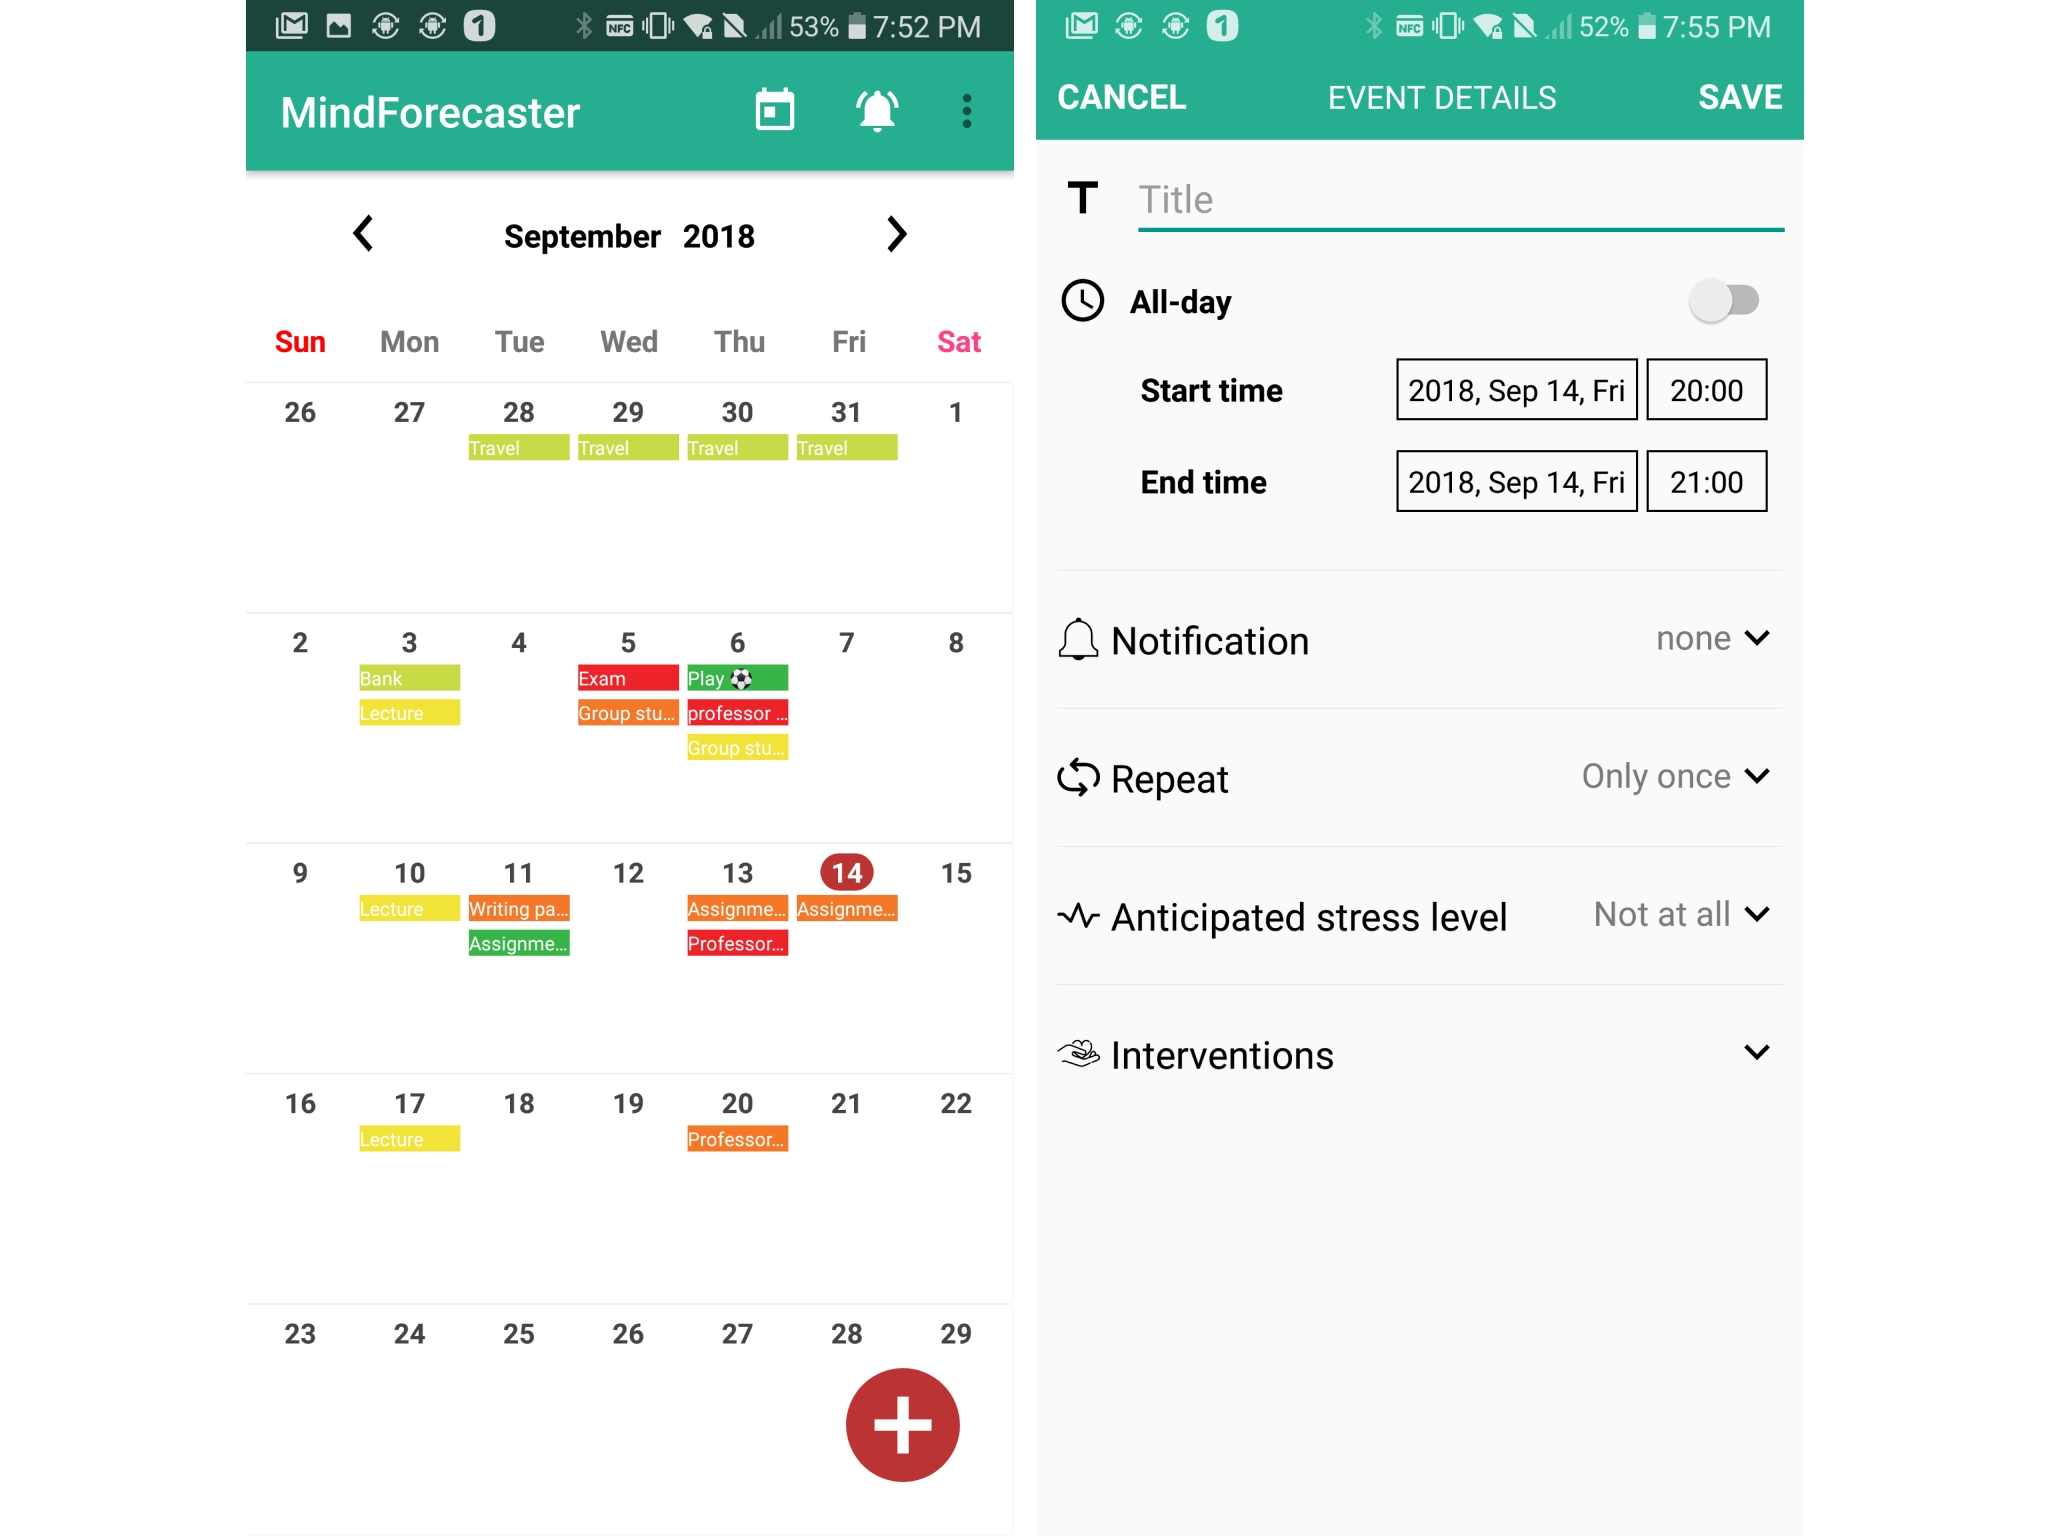 1 NFC 53% 7:52 PM
MindForecaster
September 2018
Sun Mon Tue Wed Thu Fri Sat
26 27 28 29 30 31 1
Travel Travel Travel Travel
2 3 4 5 6 7 8
Bank Exam Play ⚽
Lecture Group stu... professor ...
Group stu...
9 10 11 12 13 14 15
Lecture Writing pa... Assignme... Assignme...
Assignme... Professor...
16 17 18 19 20 21 22
Lecture Professor...
23 24 25 26 27 28 29
1 NFC 52% 7:55 PM
CANCEL EVENT DETAILS SAVE
T Title
All-day
Start time 2018, Sep 14, Fri 20:00
End time 2018, Sep 14, Fri 21:00
Notification none
Repeat Only once
Anticipated stress level Not at all
Interventions